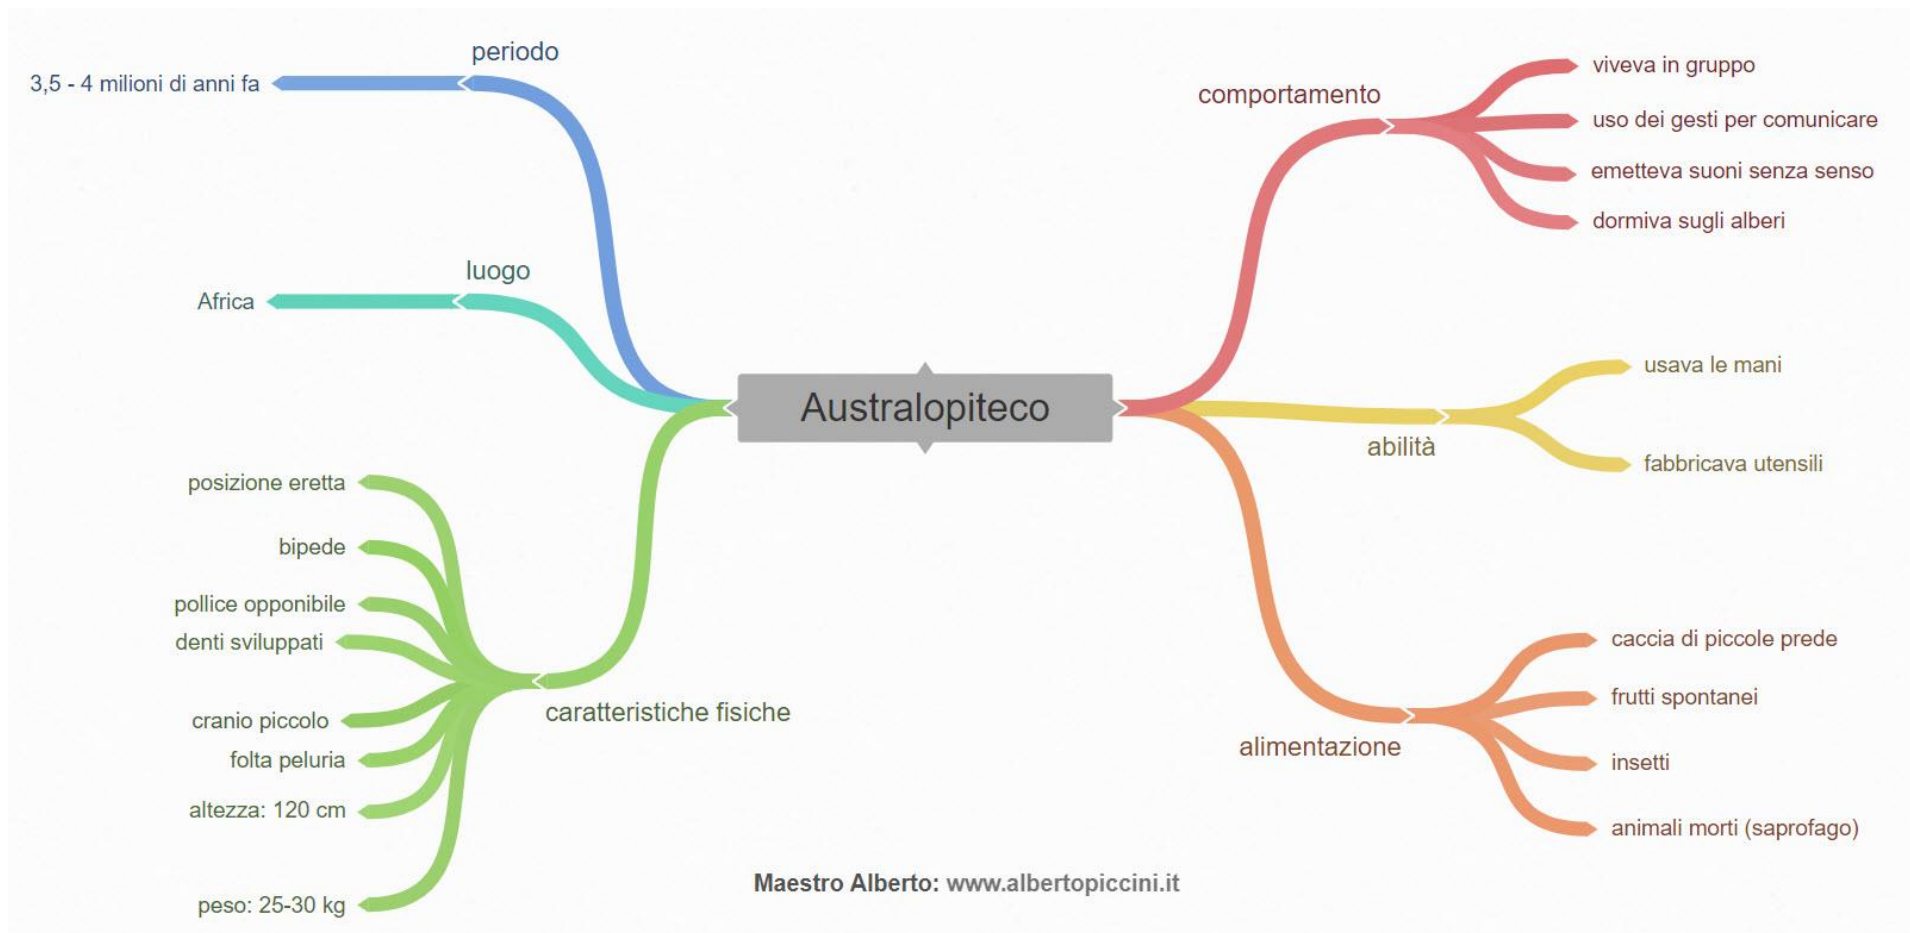 Australopiteco
periodo
3,5 - 4 milioni di anni fa
luogo
Africa
caratteristiche fisiche
posizione eretta
bipede
pollice opponibile
denti sviluppati
cranio piccolo
folta peluria
altezza: 120 cm
peso: 25-30 kg
comportamento
viveva in gruppo
uso dei gesti per comunicare
emetteva suoni senza senso
dormiva sugli alberi
abilità
usava le mani
fabbricava utensili
alimentazione
caccia di piccole prede
frutti spontanei
insetti
animali morti (saprofago)
Maestro Alberto: www.albertopiccini.it